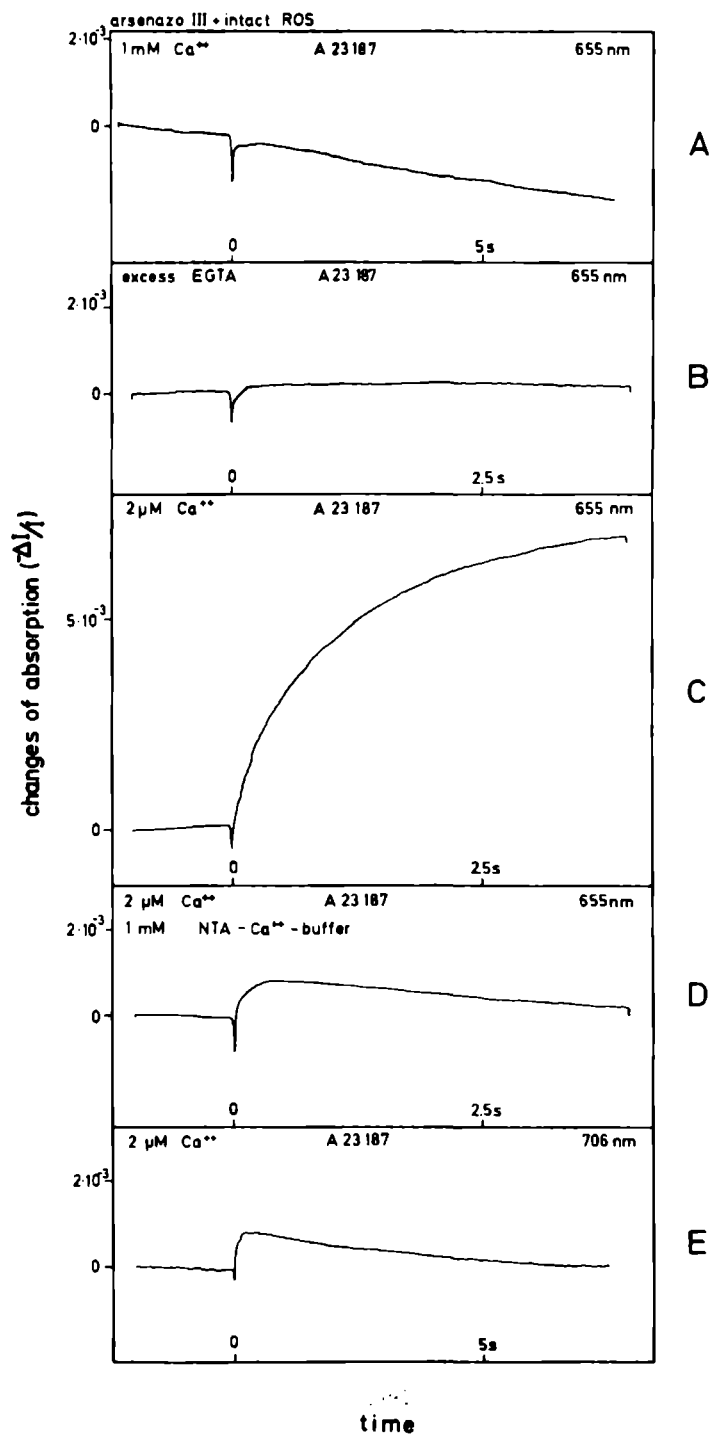 arsenazo III + intact ROS
2·10⁻³
1 mM Ca⁺⁺ A 23187 655 nm
0
A
0 5s
excess EGTA A 23187 655 nm
2·10⁻³
0
B
0 2.5s
2 μM Ca⁺⁺ A 23187 655 nm
5·10⁻³
changes of absorption (-ΔI/I)
C
0
0 25s
2 μM Ca⁺⁺ A 23187 655 nm
2·10⁻³
1 mM NTA - Ca⁺⁺ - buffer
0
D
0 2.5s
2 μM Ca⁺⁺ A 23187 706 nm
2·10⁻³
0
E
0 5s
time